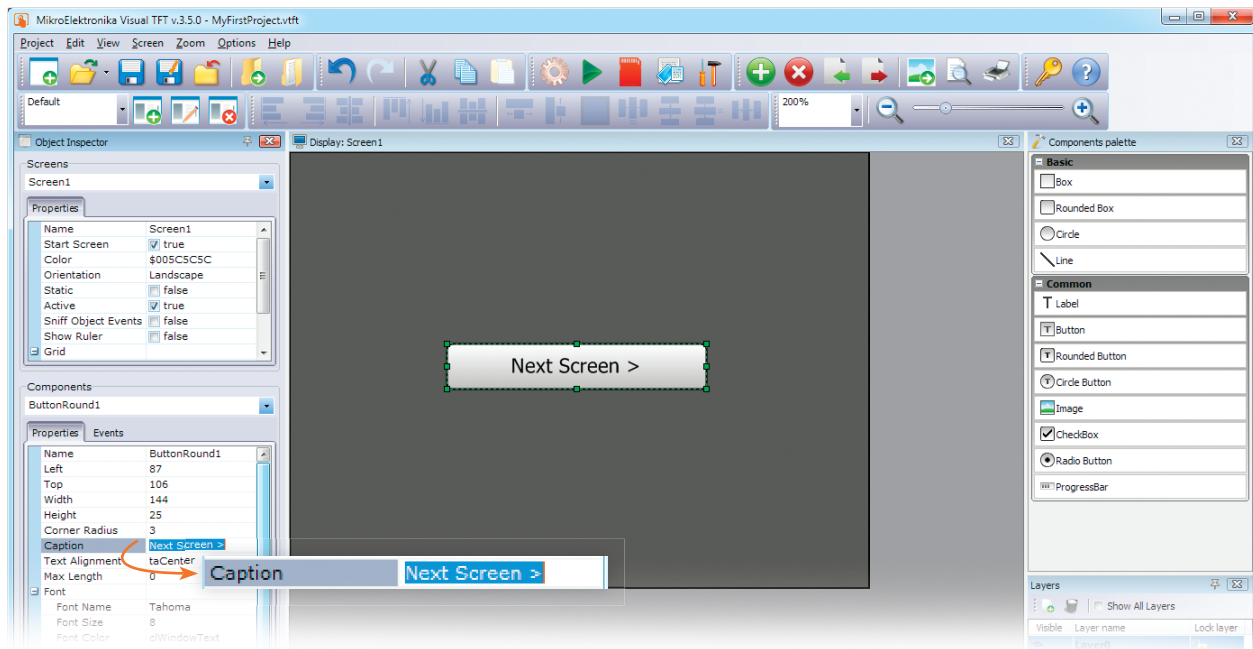 MikroElektronika Visual TFT v.3.5.0 - MyFirstProject.vtft
Project Edit View Screen Zoom Options Help
Default
200%
Object Inspector
Screens
Screen1
Properties
Name Screen1
Start Screen true
Color $005C5C5C
Orientation Landscape
Static false
Active true
Sniff Object Events false
Show Ruler false
Grid
Components
ButtonRound1
Properties Events
Name ButtonRound1
Left 87
Top 106
Width 144
Height 25
Corner Radius 3
Caption Next Screen >
Text Alignment taCenter
Max Length 0
Font
Font Name Tahoma
Font Size 8
Font Color clWindowText
Caption Next Screen >
Display: Screen1
Next Screen >
Components palette
Basic
Box
Rounded Box
Circle
Line
Common
T Label
T Button
T Rounded Button
T Circle Button
Image
CheckBox
Radio Button
ProgressBar
Layers
Show All Layers
Visible Layer name Lock layer
Layer0